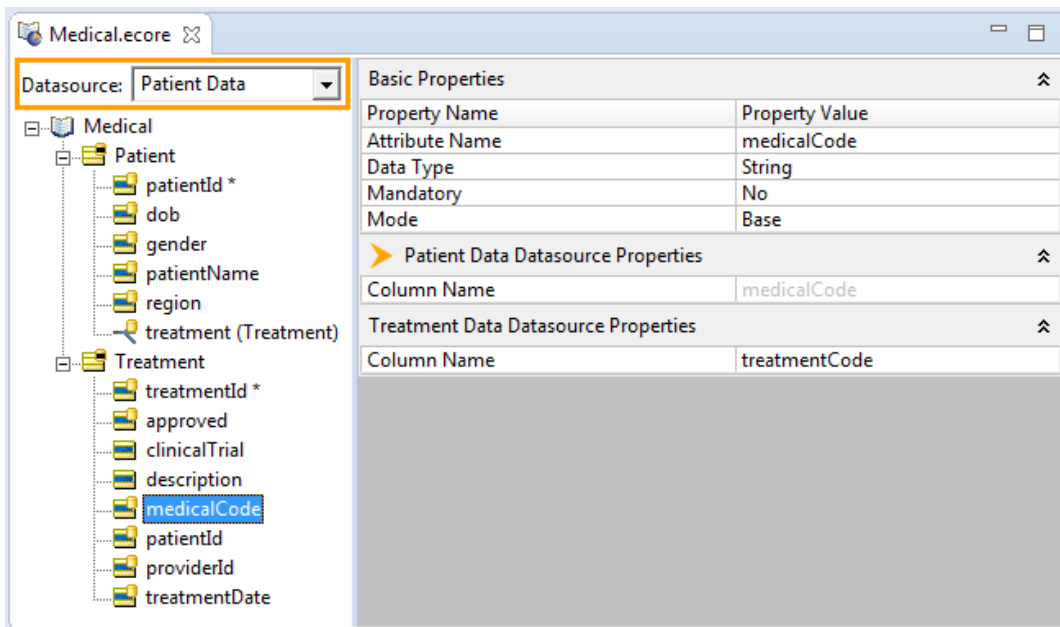 Medical.ecore
Datasource: Patient Data
Medical
Patient
patientId *
dob
gender
patientName
region
treatment (Treatment)
Treatment
treatmentId *
approved
clinicalTrial
description
medicalCode
patientId
providerId
treatmentDate
Basic Properties
Property Name Property Value
Attribute Name medicalCode
Data Type String
Mandatory No
Mode Base
Patient Data Datasource Properties
Column Name medicalCode
Treatment Data Datasource Properties
Column Name treatmentCode